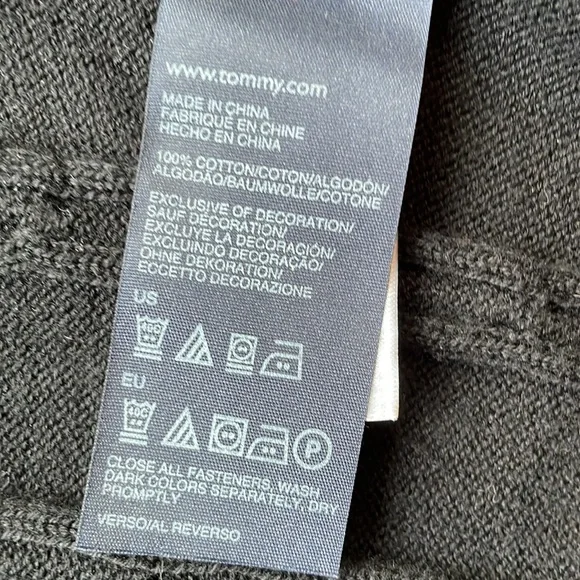 www.tommy.com
MADE IN CHINA
FABRIQUÉ EN CHINE
HECHO EN CHINA
100% COTTON/COTON/ALGODÓN/
ALGODÃO/BAUMWOLLE/COTONE
EXCLUSIVE OF DECORATION/
SAUF DÉCORATION/
EXCLUYE LA DECORACIÓN/
EXCLUINDO DECORAÇÃO/
OHNE DEKORATION/
ECCETTO DECORAZIONE
US
40C
EU
40C P
CLOSE ALL FASTENERS, WASH
DARK COLORS SEPARATELY, DRY
PROMPTLY
VERSO/AL REVERSO